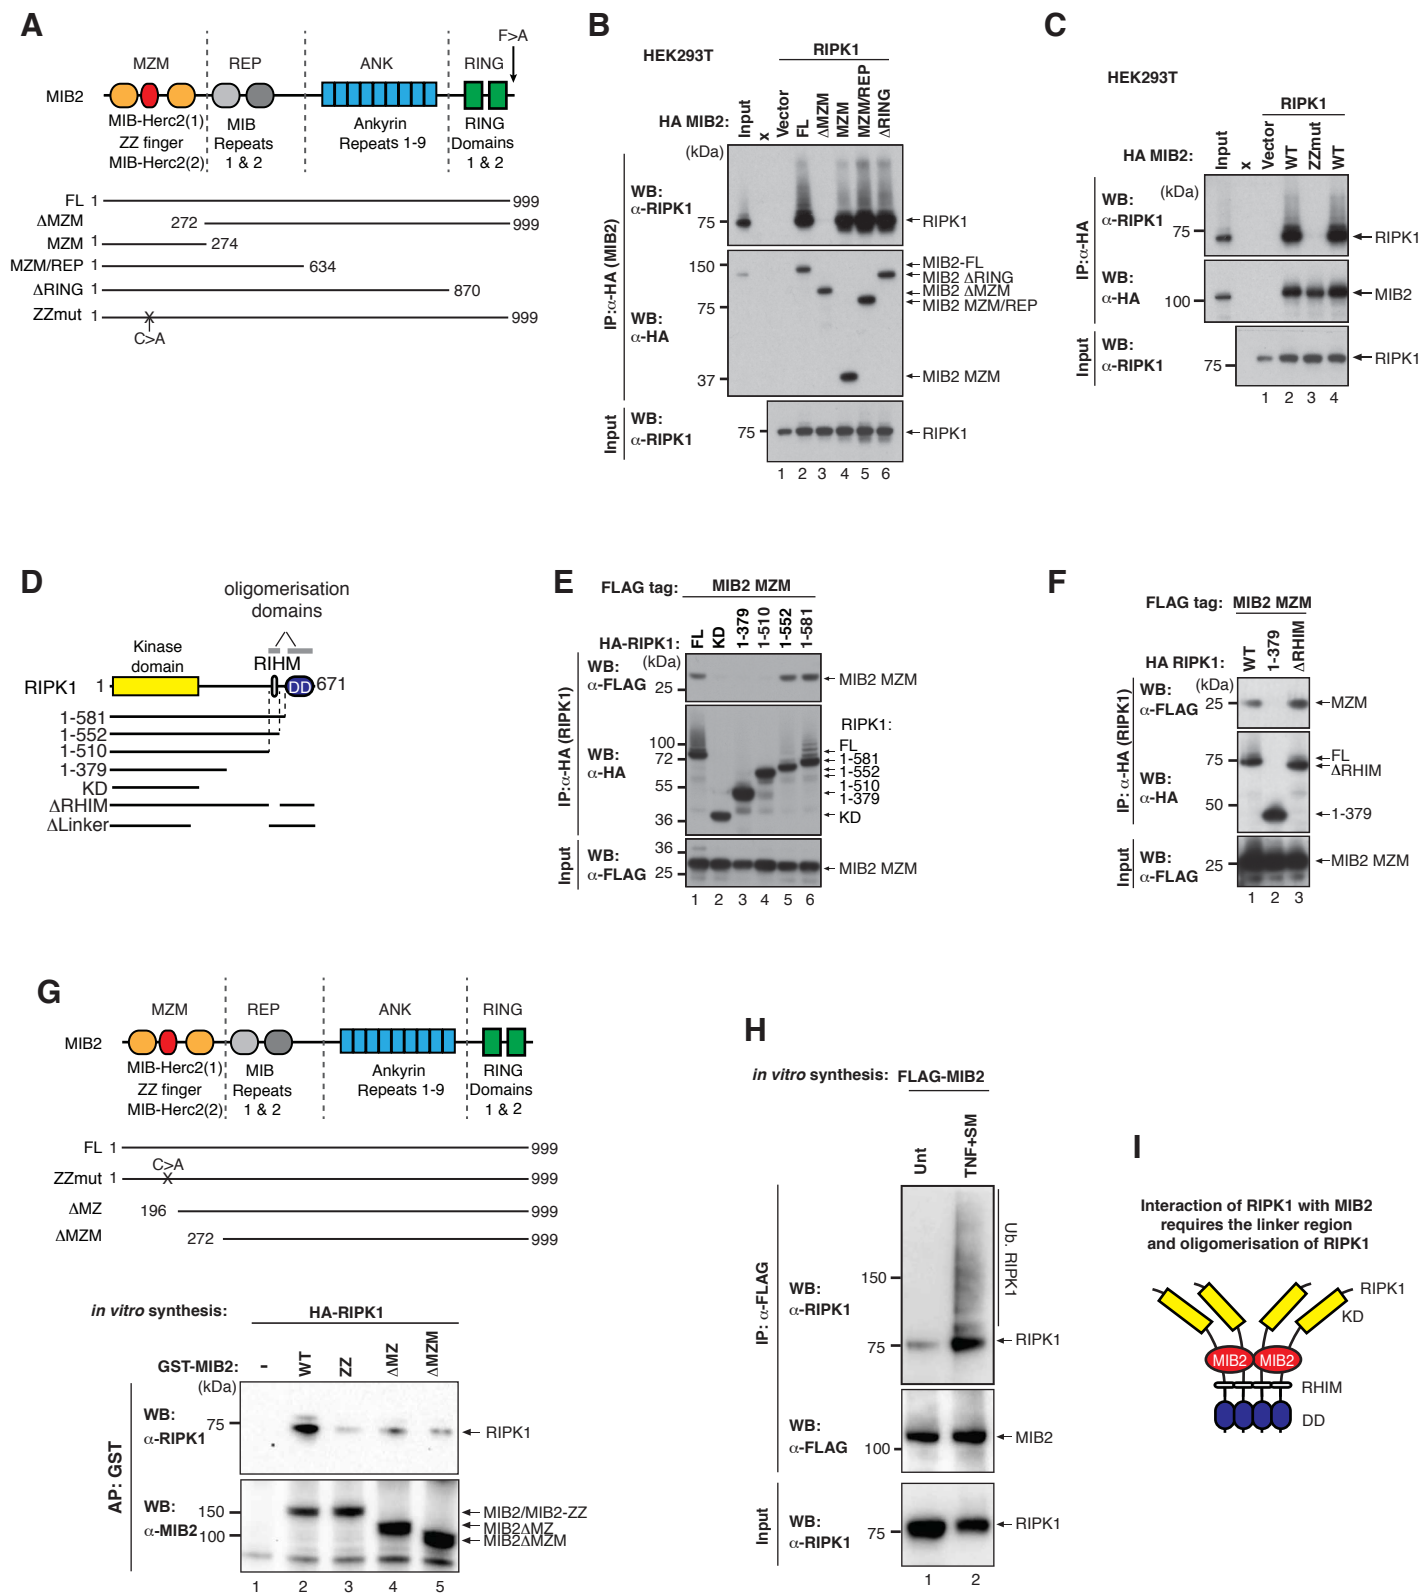 A
F>A
MZM REP ANK RING
MIB2
MIB-Herc2(1)
ZZ finger
MIB-Herc2(2)
MIB
Repeats
1 & 2
Ankyrin
Repeats 1-9
RING
Domains
1 & 2
FL 1 999
ΔMZM 272 999
MZM 1 274
MZM/REP 1 634
ΔRING 1 870
ZZmut 1 X 999
C>A
B
HEK293T
RIPK1
HA MIB2:
Input
x
Vector
FL
ΔMZM
MZM
MZM/REP
ΔRING
(kDa)
IP:α-HA (MIB2)
WB:
α-RIPK1
75
RIPK1
150
75
37
WB:
α-HA
MIB2-FL
MIB2 ΔRING
MIB2 ΔMZM
MIB2 MZM/REP
MIB2 MZM
Input
WB:
α-RIPK1
75
RIPK1
1 2 3 4 5 6
C
HEK293T
RIPK1
HA MIB2:
Input
x
Vector
WT
ZZmut
WT
(kDa)
IP:α-HA
WB:
α-RIPK1
75
RIPK1
WB:
α-HA
100
MIB2
Input
WB:
α-RIPK1
75
RIPK1
1 2 3 4
D
oligomerisation
domains
Kinase
domain
RIHM
RIPK1 1 DD 671
1-581
1-552
1-510
1-379
KD
ΔRHIM
ΔLinker
E
FLAG tag: MIB2 MZM
HA-RIPK1:
FL
KD
1-379
1-510
1-552
1-581
(kDa)
IP:α-HA (RIPK1)
WB:
α-FLAG
25
MIB2 MZM
WB:
α-HA
100
72
55
36
RIPK1:
FL
1-581
1-552
1-510
1-379
KD
Input
WB:
α-FLAG
36
25
MIB2 MZM
1 2 3 4 5 6
F
FLAG tag: MIB2 MZM
HA RIPK1:
WT
1-379
ΔRHIM
(kDa)
IP: α-HA (RIPK1)
WB:
α-FLAG
25
MZM
WB:
α-HA
75
50
FL
ΔRHIM
1-379
Input
WB:
α-FLAG
25
MIB2 MZM
1 2 3
G
MZM REP ANK RING
MIB2
MIB-Herc2(1)
ZZ finger
MIB-Herc2(2)
MIB
Repeats
1 & 2
Ankyrin
Repeats 1-9
RING
Domains
1 & 2
FL 1 999
C>A
ZZmut 1 X 999
ΔMZ 196 999
ΔMZM 272 999
in vitro synthesis: HA-RIPK1
GST-MIB2:
-
WT
ZZ
ΔMZ
ΔMZM
(kDa)
AP: GST
WB:
α-RIPK1
75
RIPK1
WB:
α-MIB2
150
100
MIB2/MIB2-ZZ
MIB2ΔMZ
MIB2ΔMZM
1 2 3 4 5
H
in vitro synthesis: FLAG-MIB2
Unt
TNF+SM
IP: α-FLAG
WB:
α-RIPK1
150
75
Ub. RIPK1
RIPK1
WB:
α-FLAG
100
MIB2
Input
WB:
α-RIPK1
75
RIPK1
1 2
I
Interaction of RIPK1 with MIB2
requires the linker region
and oligomerisation of RIPK1
RIPK1
KD
MIB2 MIB2
RHIM
DD